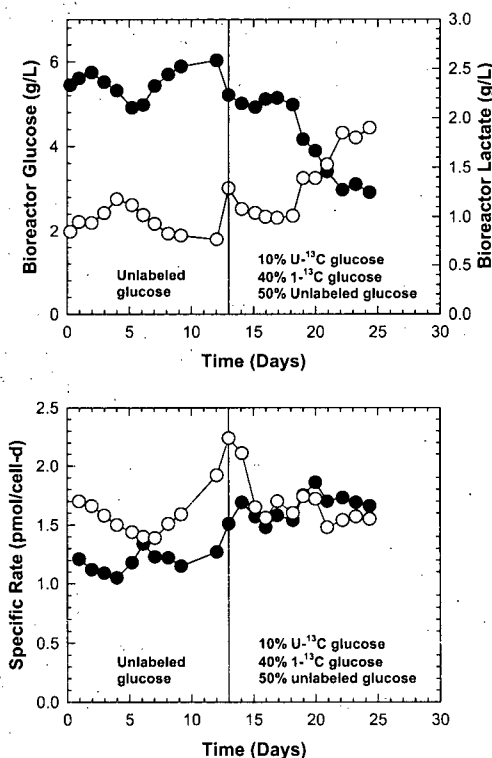 Bioreactor Glucose (g/L)
6
4
2
0
3.0
2.5
2.0
1.5
1.0
0.5
0.0
Bioreactor Lactate (g/L)
Unlabeled
glucose
10% U-¹³C glucose
40% 1-¹³C glucose
50% Unlabeled glucose
0 5 10 15 20 25 30
Time (Days)
Specific Rate (pmol/cell-d)
2.5
2.0
1.5
1.0
0.5
0.0
Unlabeled
glucose
10% U-¹³C glucose
40% 1-¹³C glucose
50% unlabeled glucose
0 5 10 15 20 25 30
Time (Days)